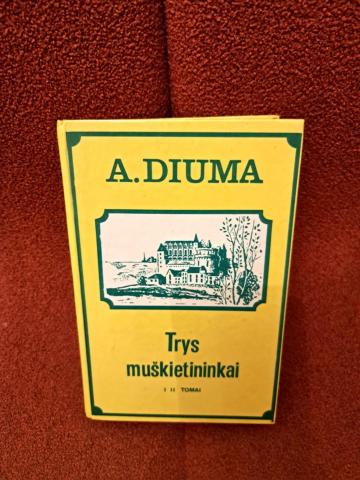 A. DIUMA
Trys
muškietininkai
I II TOMAI